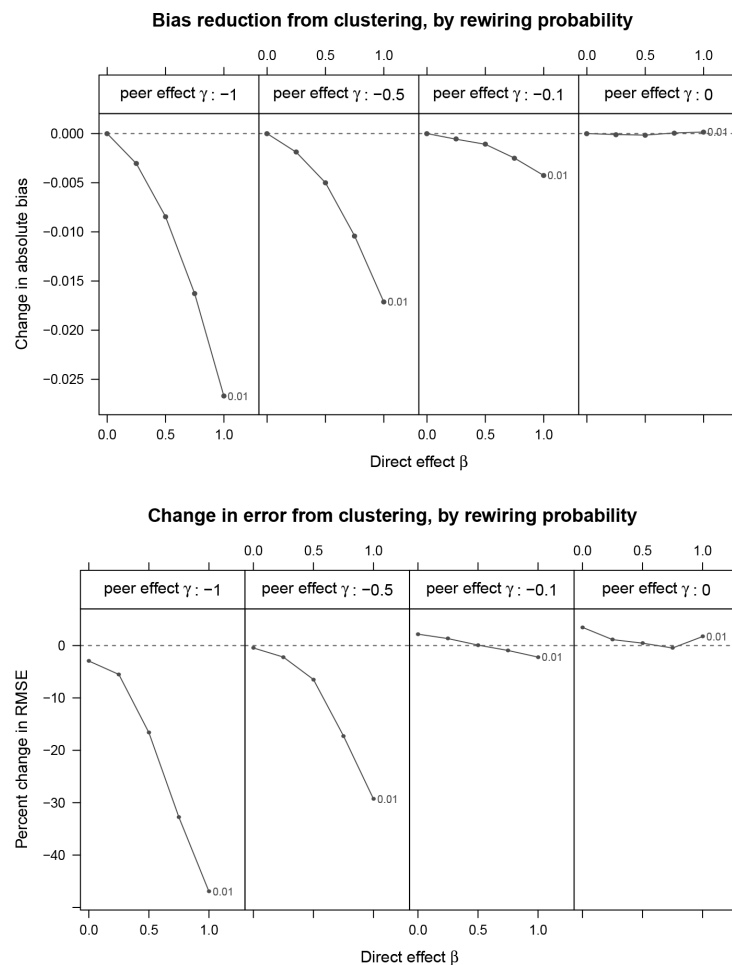 Bias reduction from clustering, by rewiring probability
0.0 0.5 1.0 0.0 0.5 1.0
peer effect γ : −1 peer effect γ : −0.5 peer effect γ : −0.1 peer effect γ : 0
Change in absolute bias
0.000
−0.005
−0.010
−0.015
−0.020
−0.025
0.01 0.01 0.01 0.01
0.0 0.5 1.0 0.0 0.5 1.0
Direct effect β
Change in error from clustering, by rewiring probability
0.0 0.5 1.0 0.0 0.5 1.0
peer effect γ : −1 peer effect γ : −0.5 peer effect γ : −0.1 peer effect γ : 0
Percent change in RMSE
0
−10
−20
−30
−40
0.01 0.01 0.01 0.01
0.0 0.5 1.0 0.0 0.5 1.0
Direct effect β